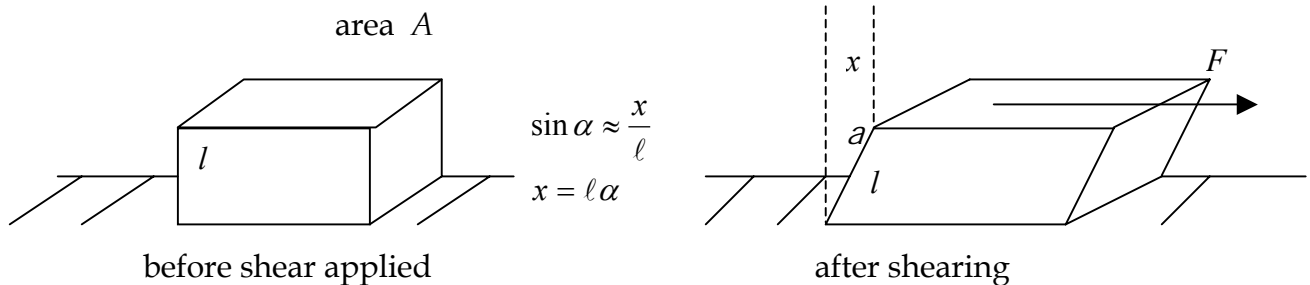 area A
l
sin α ≈ x/ℓ
x = ℓα
before shear applied
x
F
a
l
after shearing